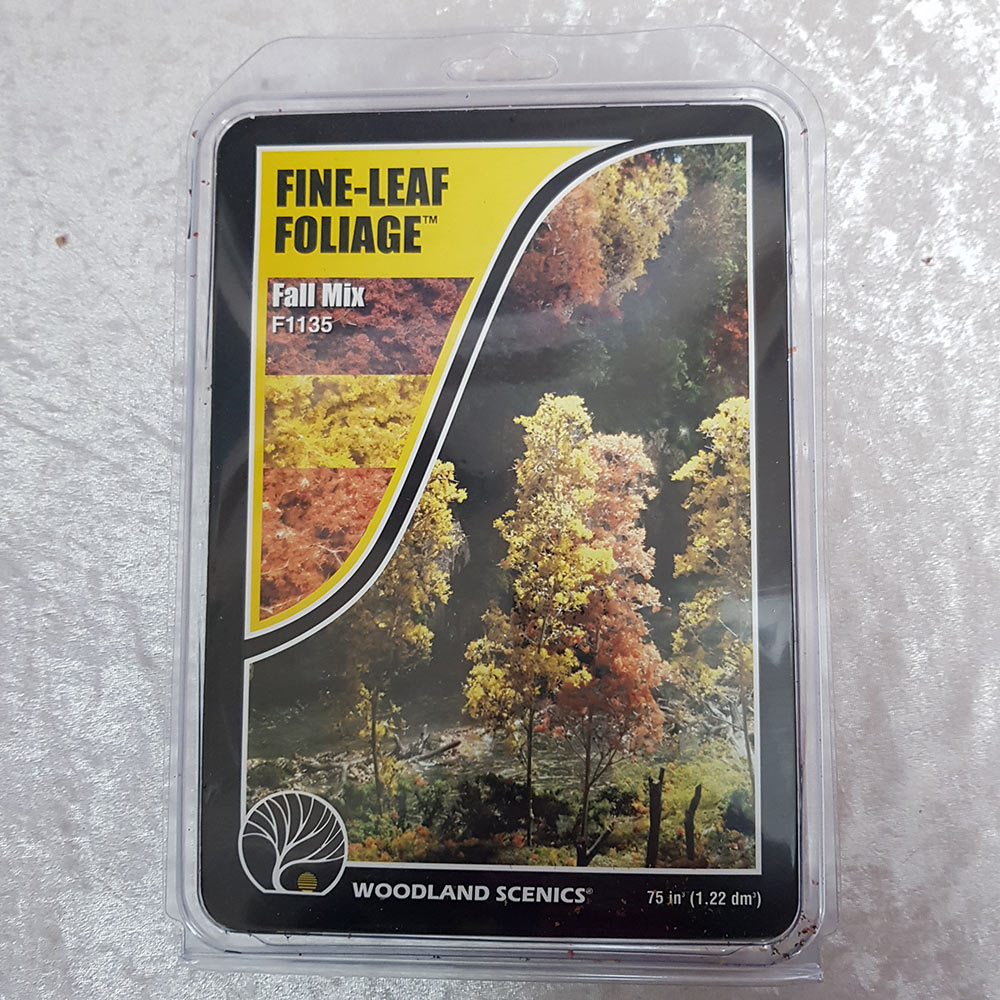 FINE-LEAF
FOLIAGE™
Fall Mix
F1135
WOODLAND SCENICS®
75 in³ (1.22 dm³)